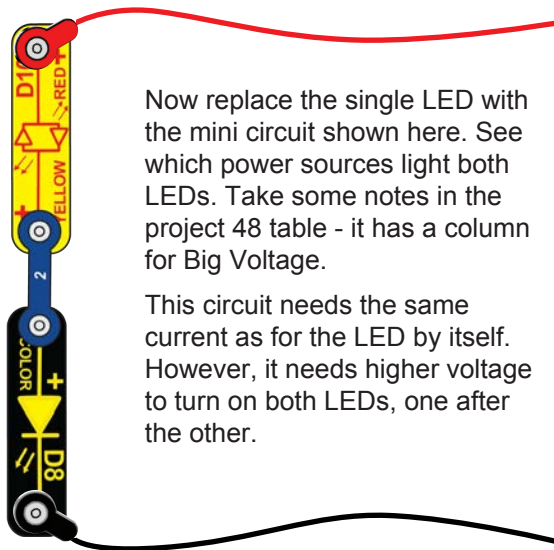 D10
RED +
+ YELLOW
2
COLOR
+
D8
Now replace the single LED with
the mini circuit shown here. See
which power sources light both
LEDs. Take some notes in the
project 48 table - it has a column
for Big Voltage.
This circuit needs the same
current as for the LED by itself.
However, it needs higher voltage
to turn on both LEDs, one after
the other.